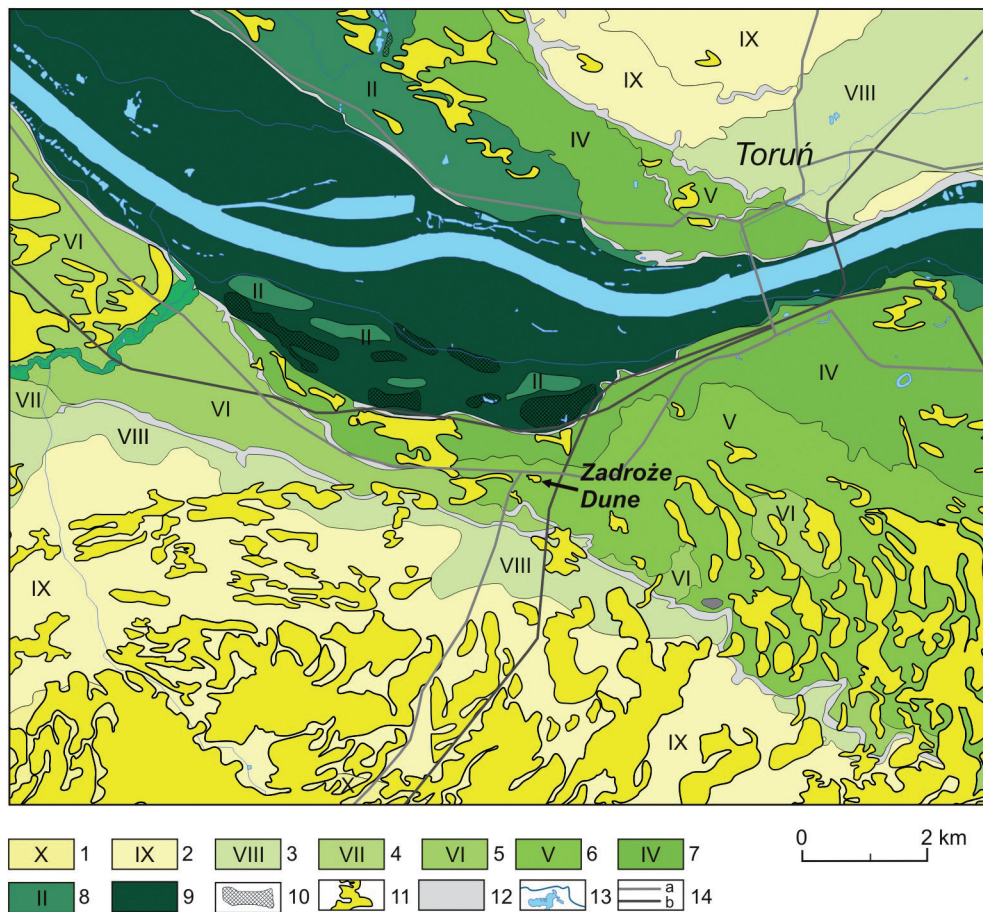 IX
IX
VIII
II
IV
Toruń
V
VI
II
II
IV
II
VII
VI
V
VIII
Zadroże
Dune
VI
VIII
VI
IX
IX
X
X 1 IX 2 VIII 3 VII 4 VI 5 V 6 IV 7
0 2 km
II 8 9 10 11 12 13 a b 14